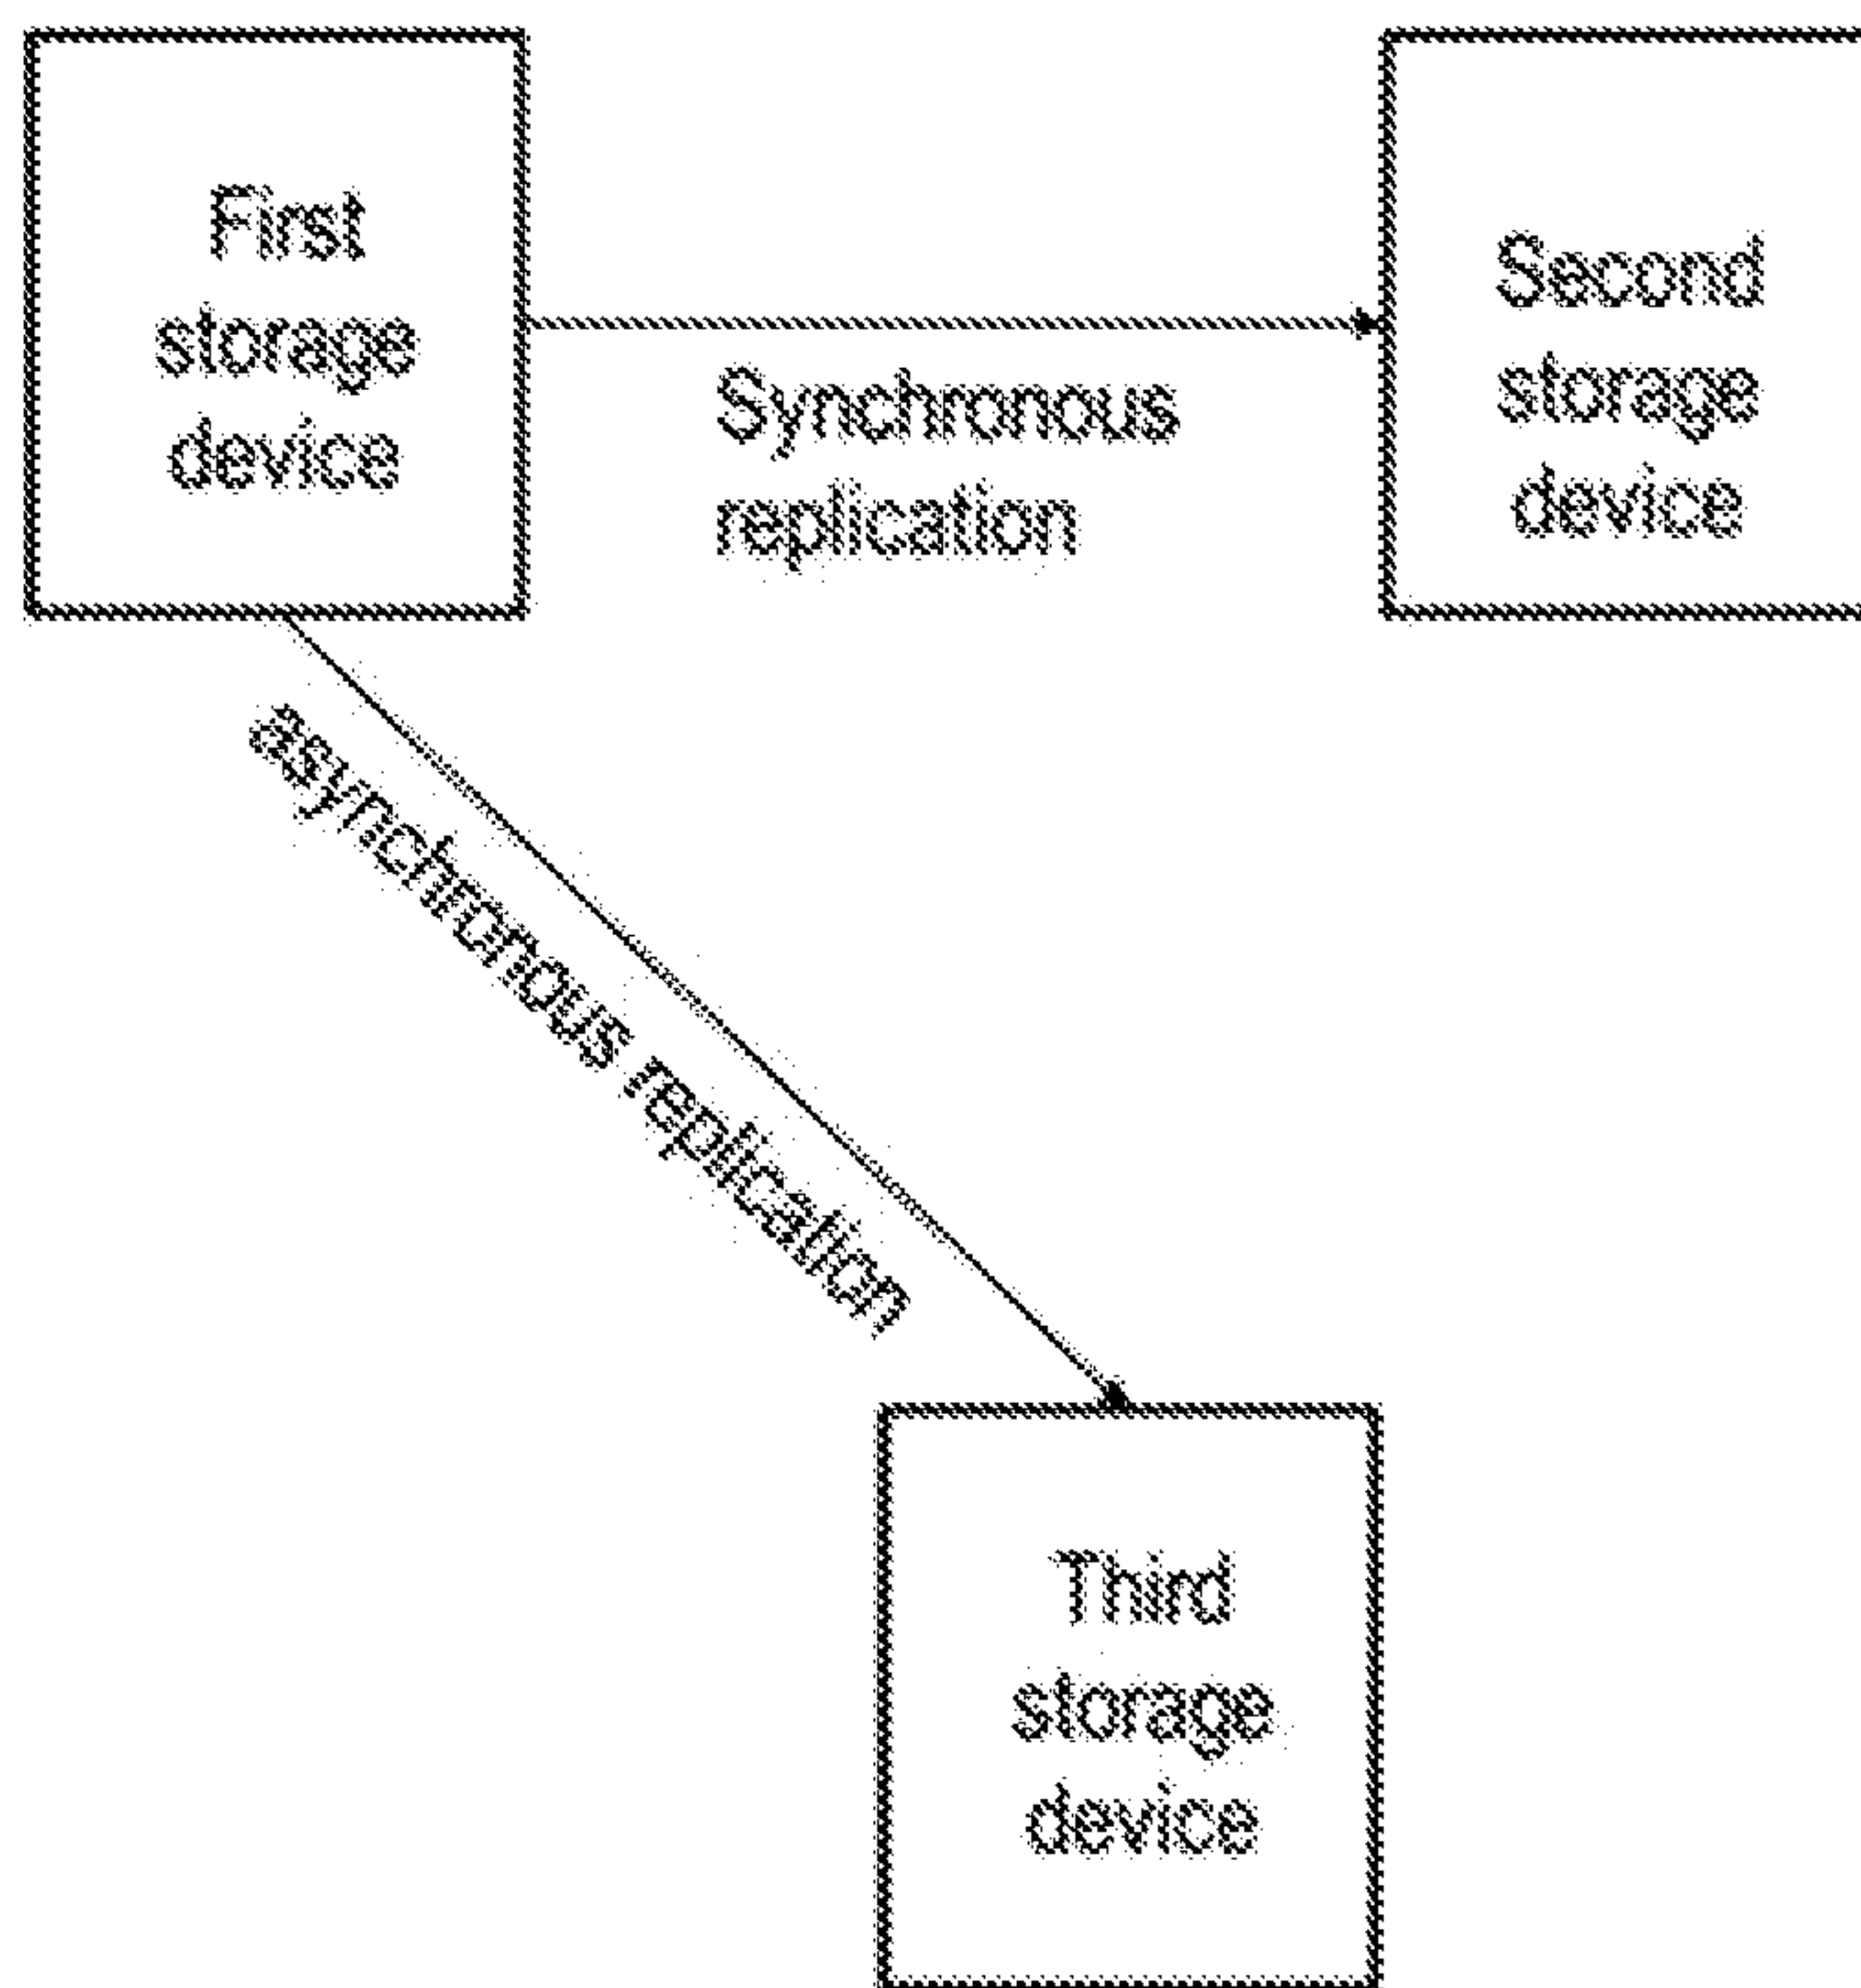 First
storage
device
Synchronous
replication
Second
storage
device
asynchronous replication
Third
storage
device